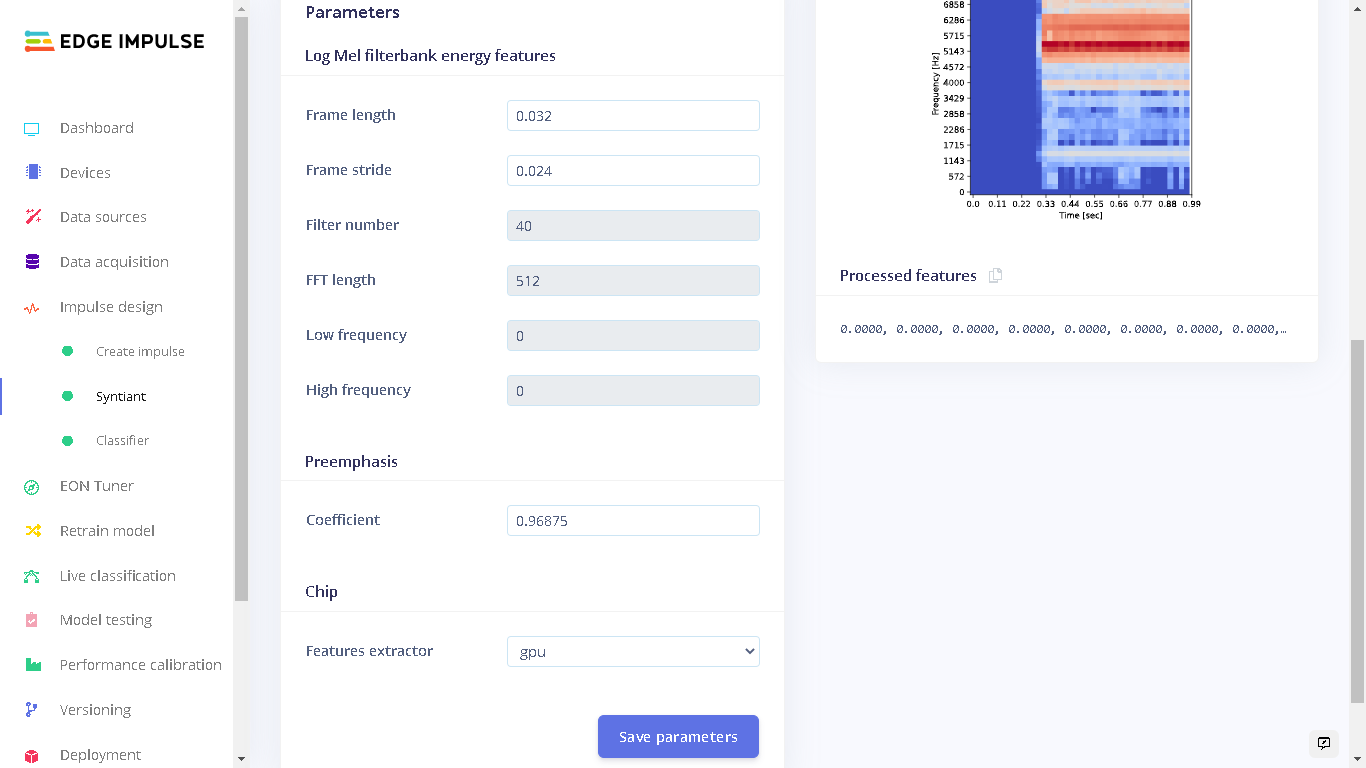 EDGE IMPULSE
Dashboard
Devices
Data sources
Data acquisition
Impulse design
Create impulse
Syntiant
Classifier
EON Tuner
Retrain model
Live classification
Model testing
Performance calibration
Versioning
Deployment
Parameters
Log Mel filterbank energy features
Frame length 0.032
Frame stride 0.024
Filter number 40
FFT length 512
Low frequency 0
High frequency 0
Preemphasis
Coefficient 0.96875
Chip
Features extractor gpu
Save parameters
Frequency [Hz]
6858
6286
5715
5143
4572
4000
3429
2858
2286
1715
1143
572
0
0.0 0.11 0.22 0.33 0.44 0.55 0.66 0.77 0.88 0.99
Time [sec]
Processed features
0.0000, 0.0000, 0.0000, 0.0000, 0.0000, 0.0000, 0.0000, 0.0000,…